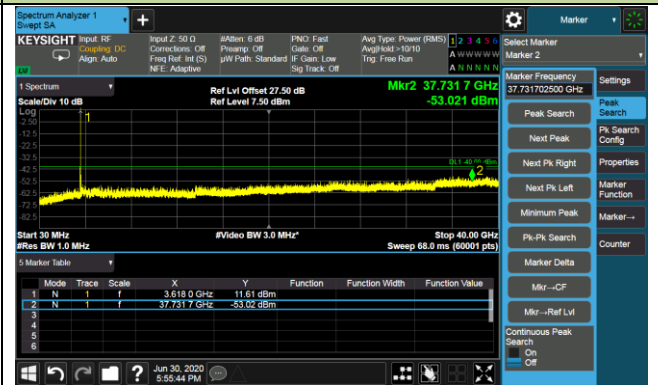 Spectrum Analyzer 1
Swept SA
+
Marker
KEYSIGHT
Input: RF
Coupling: DC
Align: Auto
Input Z: 50 Ω
Corrections: Off
Freq Ref: Int (S)
NFE: Adaptive
#Atten: 6 dB
Preamp: Off
µW Path: Standard
PNO: Fast
Gate: Off
IF Gain: Low
Sig Track: Off
Avg Type: Power (RMS)
Avg|Hold:>10/10
Trig: Free Run
1 2 3 4 5 6
A W W W W W
A N N N N N
Select Marker
Marker 2
1 Spectrum
Ref Lvl Offset 27.50 dB
Mkr2 37.731 7 GHz
Scale/Div 10 dB
Ref Level 7.50 dBm
-53.021 dBm
Log
-2.50
-12.5
-22.5
-32.5
-42.5
-52.5
-62.5
-72.5
-82.5
1
2
Start 30 MHz
#Video BW 3.0 MHz*
Stop 40.00 GHz
#Res BW 1.0 MHz
Sweep 68.0 ms (60001 pts)
5 Marker Table
Mode Trace Scale X Y Function Function Width Function Value
1 N 1 f 3.618 0 GHz 11.61 dBm
2 N 1 f 37.731 7 GHz -53.02 dBm
3
4
5
6
Marker Frequency
37.731702500 GHz
Peak Search
Next Peak
Next Pk Right
Next Pk Left
Minimum Peak
Pk-Pk Search
Marker Delta
Mkr→CF
Mkr→Ref Lvl
Continuous Peak
Search
On
Off
Settings
Peak
Search
Pk Search
Config
Properties
Marker
Function
Marker→
Counter
?
Jun 30, 2020
5:55:44 PM